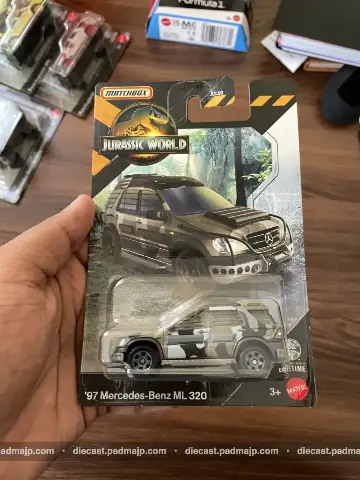 Formula 1
MC
MATCHBOX
JURASSIC WORLD
'97 Mercedes-Benz ML 320
3+
MATTEL
diecast.padmajp.com · diecast.padmajp.com · diecast.padmajp.com